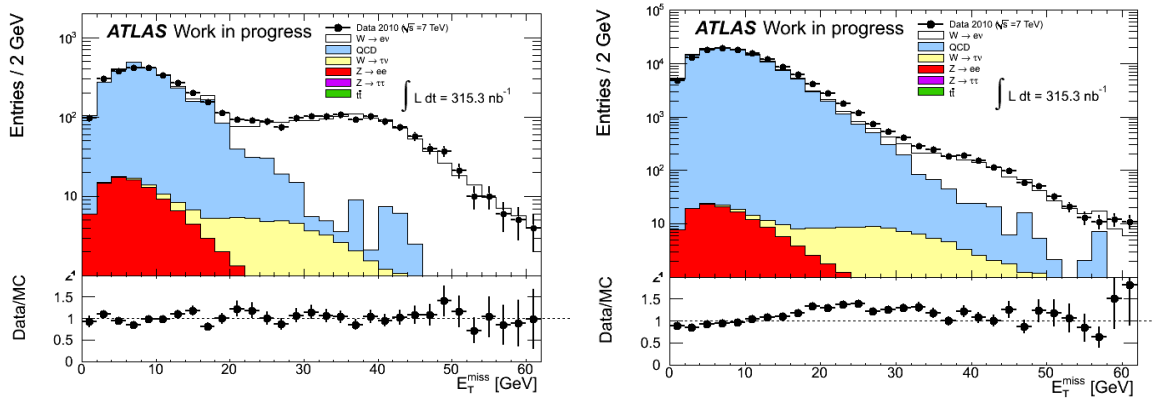 ATLAS Work in progress
Data 2010 (√s =7 TeV)
W → eν
QCD
W → τν
Z → ee
Z → ττ
tt̄
∫ L dt = 315.3 nb⁻¹
Entries / 2 GeV
10³
10²
10
Data/MC
1.5
1
0.5
0
0 10 20 30 40 50 60
E_T^miss [GeV]
ATLAS Work in progress
Data 2010 (√s =7 TeV)
W → eν
QCD
W → τν
Z → ee
Z → ττ
tt̄
∫ L dt = 315.3 nb⁻¹
Entries / 2 GeV
10⁵
10⁴
10³
10²
10
Data/MC
1.5
1
0.5
0
0 10 20 30 40 50 60
E_T^miss [GeV]